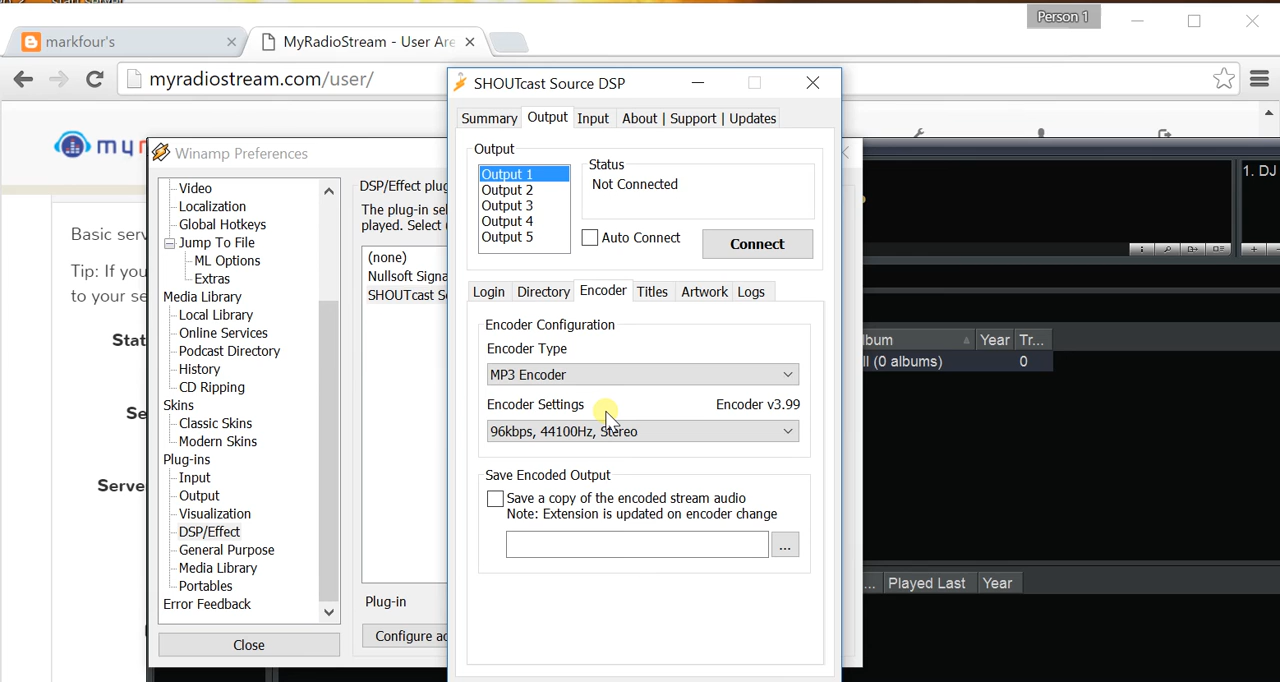 Person 1
markfour's
MyRadioStream - User Are
myradiostream.com/user/
SHOUTcast Source DSP
Summary Output Input About | Support | Updates
Winamp Preferences
Output
Output 1
Output 2
Output 3
Output 4
Output 5
Status
Not Connected
Auto Connect
Connect
Login Directory Encoder Titles Artwork Logs
Encoder Configuration
Encoder Type
MP3 Encoder
Encoder Settings Encoder v3.99
96kbps, 44100Hz, Stereo
Save Encoded Output
Save a copy of the encoded stream audio
Note: Extension is updated on encoder change
...
Video
Localization
Global Hotkeys
Jump To File
ML Options
Extras
Media Library
Local Library
Online Services
Podcast Directory
History
CD Ripping
Skins
Classic Skins
Modern Skins
Plug-ins
Input
Output
Visualization
DSP/Effect
General Purpose
Media Library
Portables
Error Feedback
Close
DSP/Effect plug
The plug-in sel
played. Select
(none)
Nullsoft Signa
SHOUTcast S
Plug-in
Configure ac
my
Basic serv
Tip: If you
to your se
Stat
Se
Serve
1. DJ
lbum Year Tr...
ll (0 albums) 0
... Played Last Year